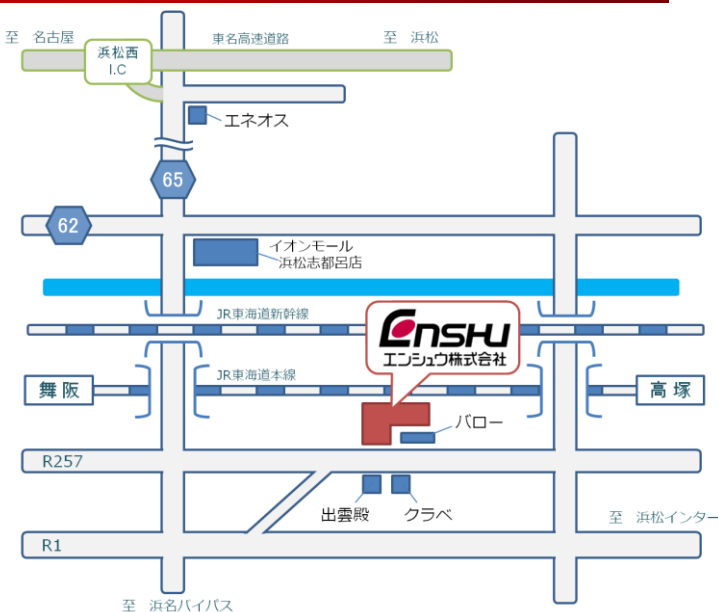 至 名古屋
東名高速道路
至 浜松
浜松西
I.C
エネオス
65
62
イオンモール
浜松志都呂店
JR東海道新幹線
ENSHU
エンシュウ株式会社
JR東海道本線
舞阪
高塚
バロー
R257
出雲殿
クラベ
至 浜松インター
R1
至 浜名バイパス